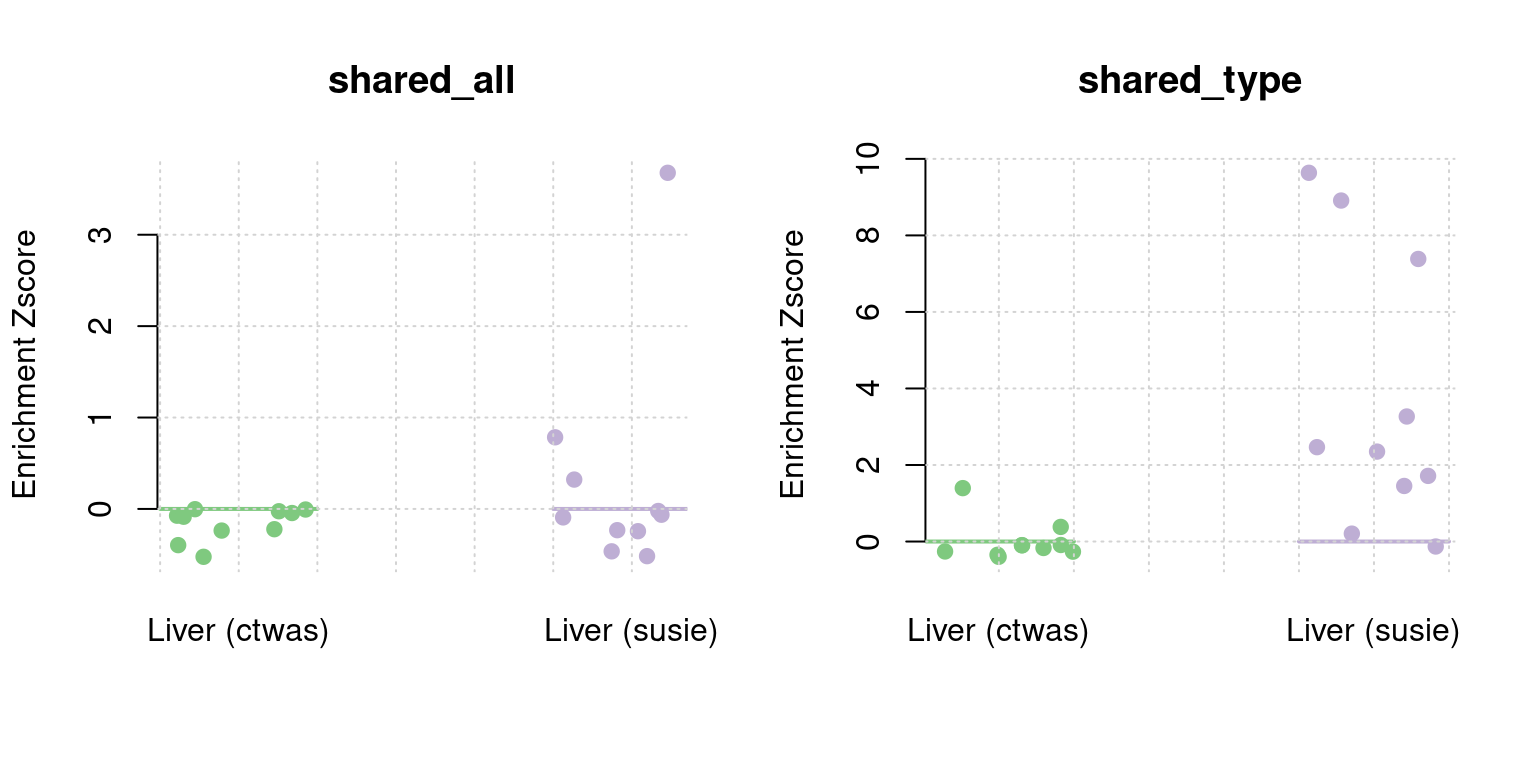 shared_all
Enrichment Zscore
3
2
1
0
Liver (ctwas)
Liver (susie)
shared_type
Enrichment Zscore
10
8
6
4
2
0
Liver (ctwas)
Liver (susie)